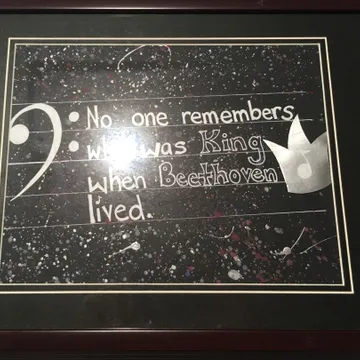 No one remembers
who was King
when Beethoven
lived.